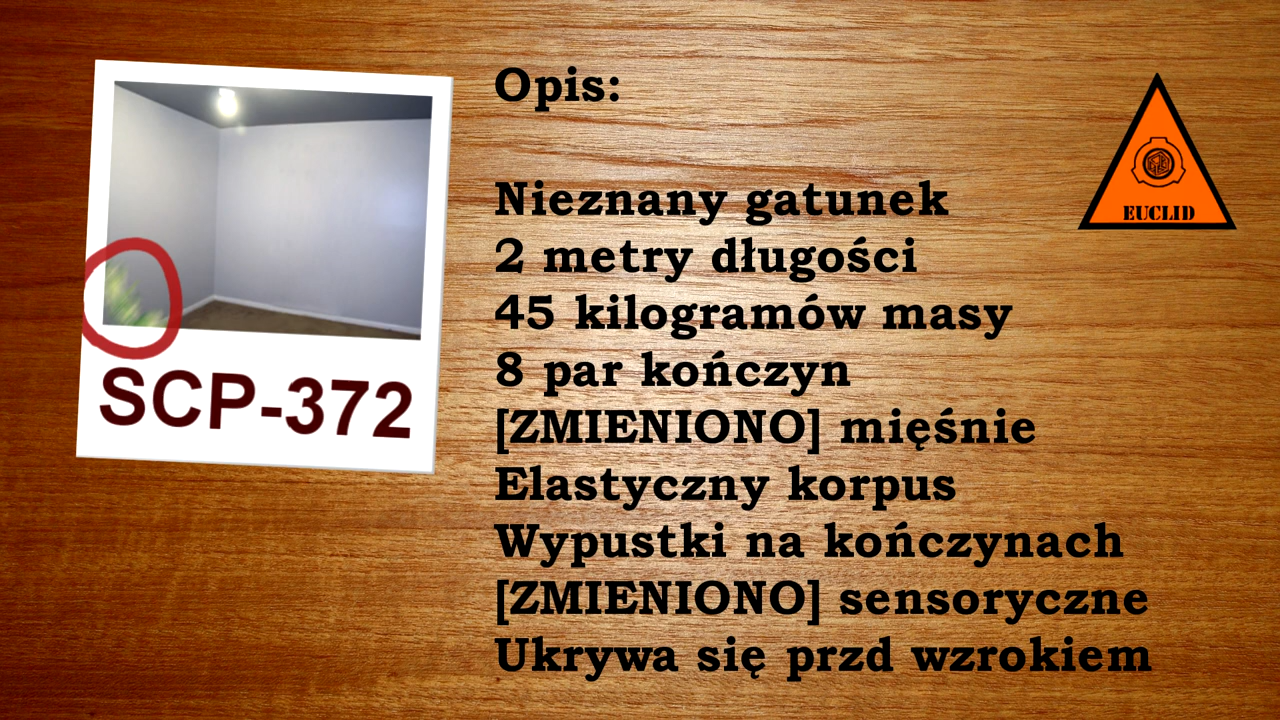 Opis:
Nieznany gatunek
2 metry długości
45 kilogramów masy
8 par kończyn
[ZMIENIONO] mięśnie
Elastyczny korpus
Wypustki na kończynach
[ZMIENIONO] sensoryczne
Ukrywa się przd wzrokiem
SCP-372
EUCLID